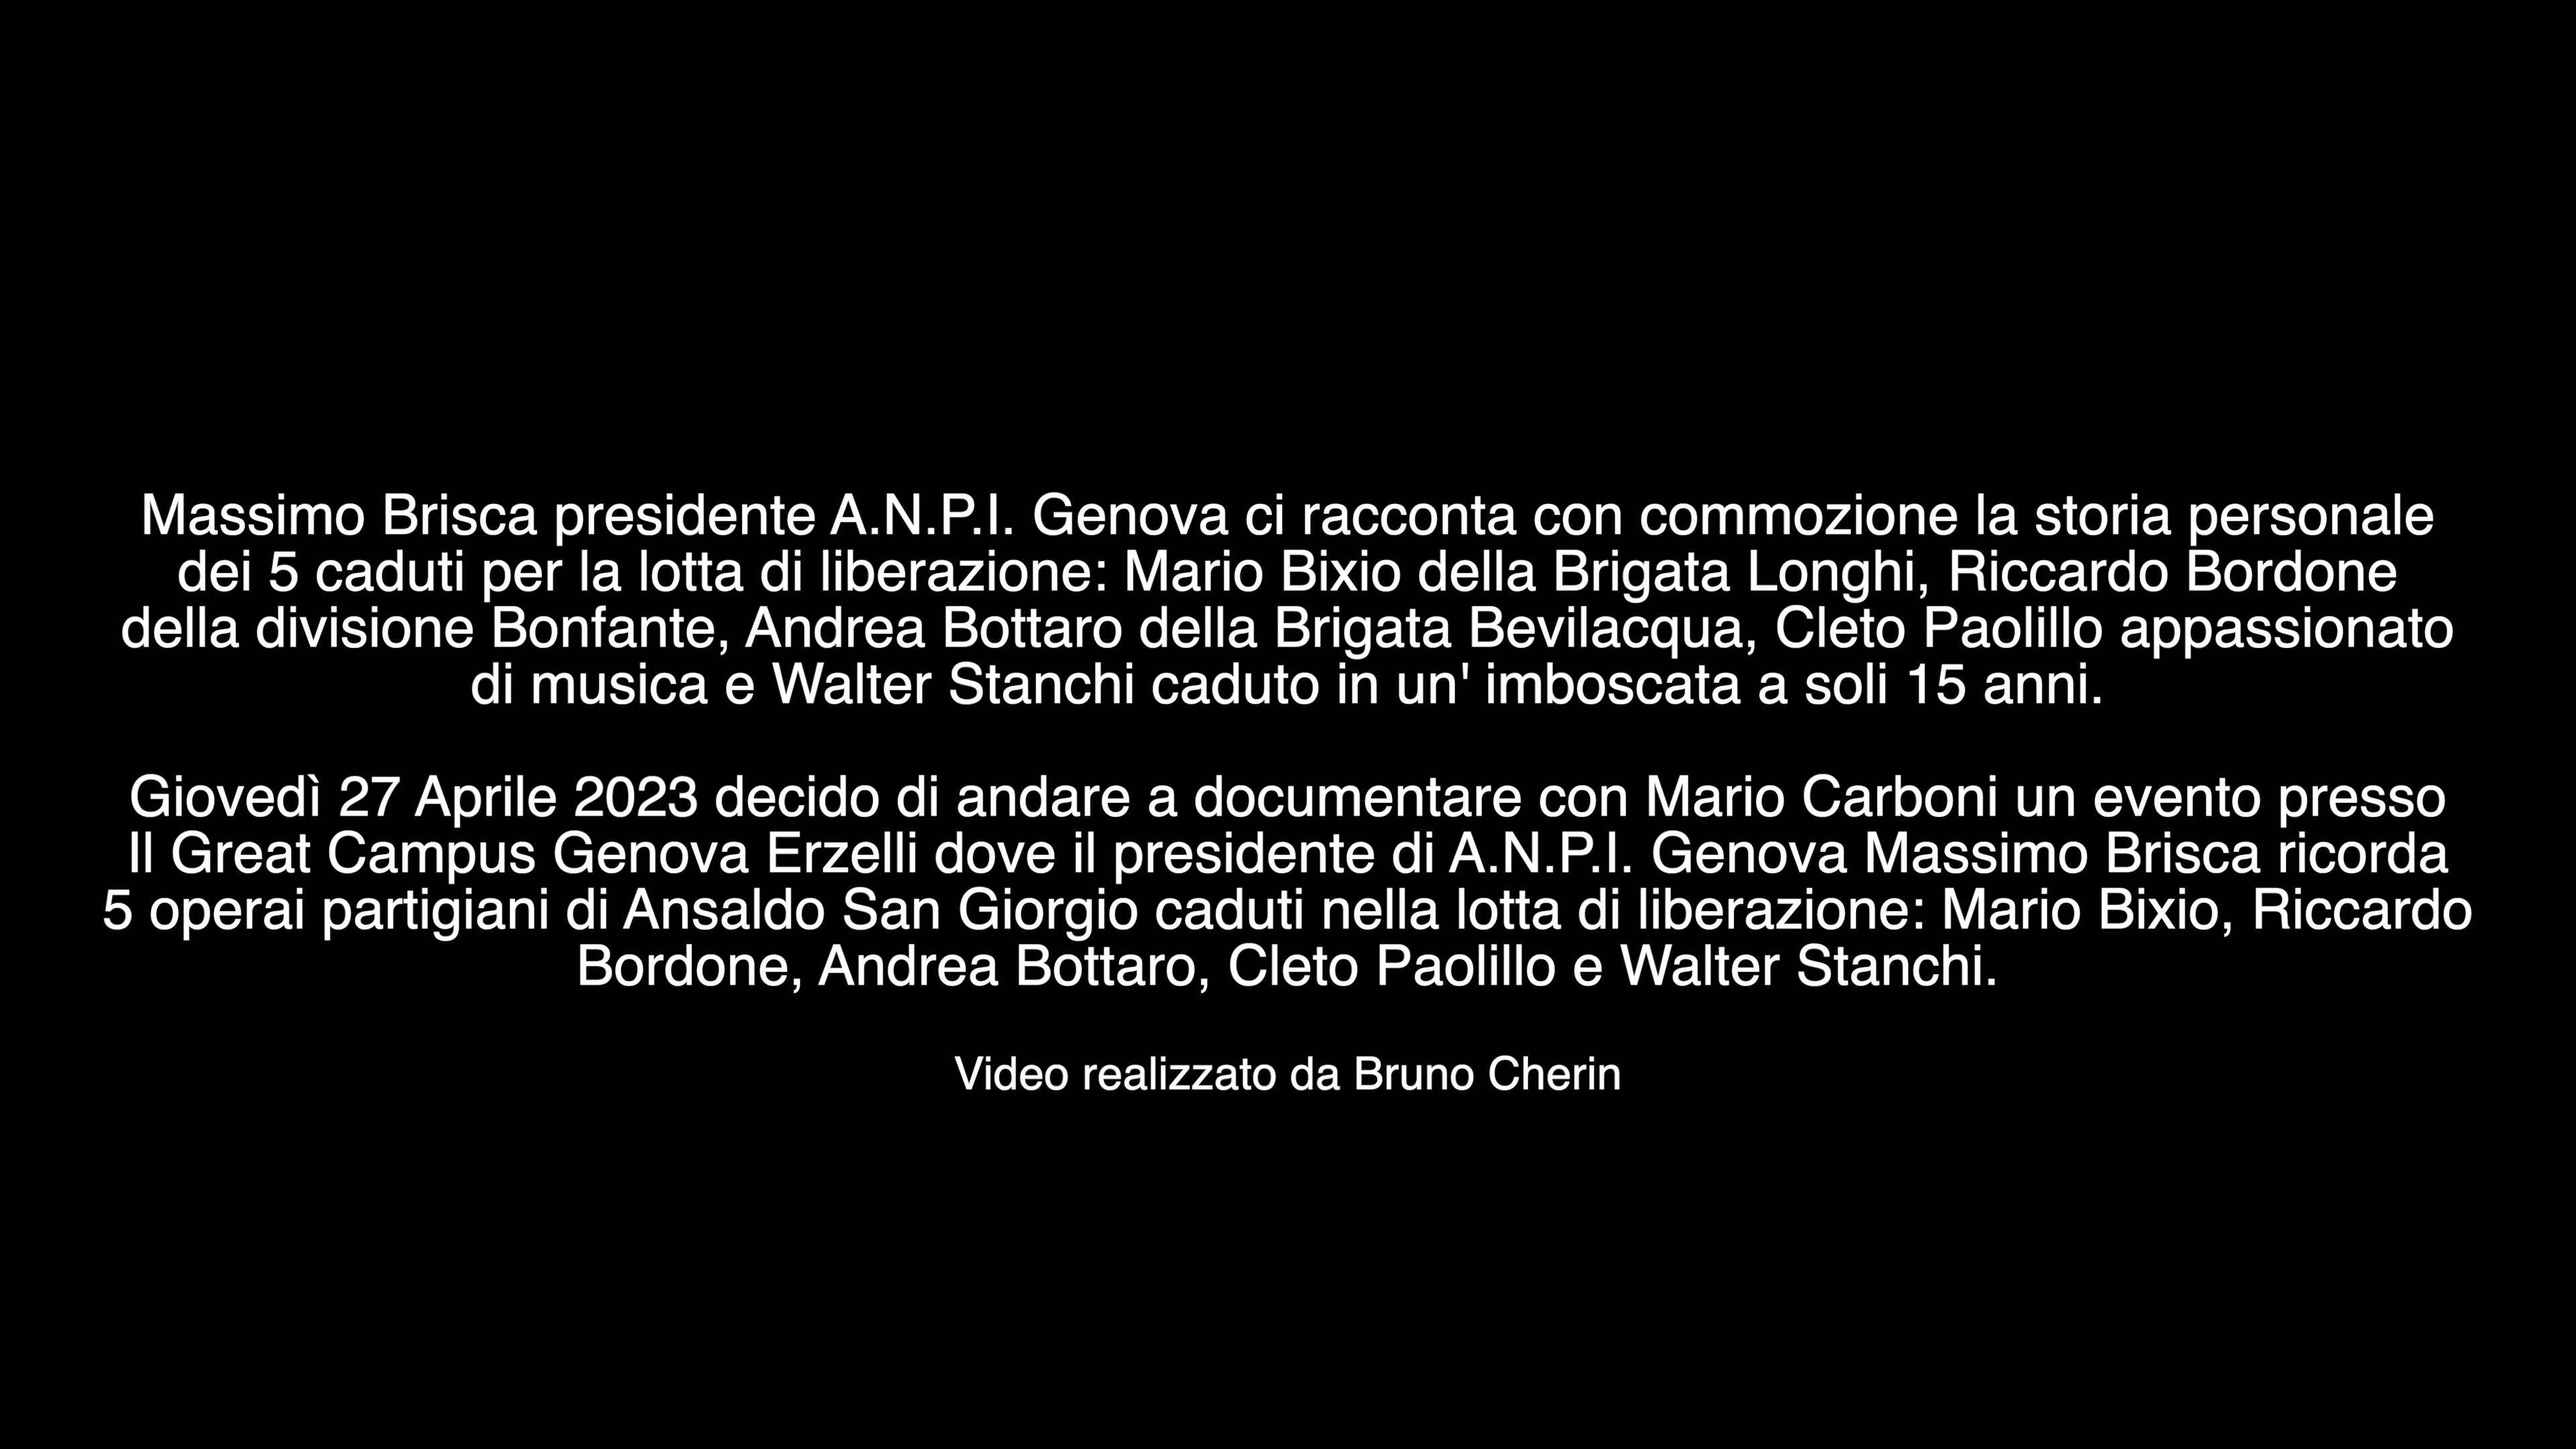 Massimo Brisca presidente A.N.P.I. Genova ci racconta con commozione la storia personale
dei 5 caduti per la lotta di liberazione: Mario Bixio della Brigata Longhi, Riccardo Bordone
della divisione Bonfante, Andrea Bottaro della Brigata Bevilacqua, Cleto Paolillo appassionato
di musica e Walter Stanchi caduto in un' imboscata a soli 15 anni.
Giovedì 27 Aprile 2023 decido di andare a documentare con Mario Carboni un evento presso
Il Great Campus Genova Erzelli dove il presidente di A.N.P.I. Genova Massimo Brisca ricorda
5 operai partigiani di Ansaldo San Giorgio caduti nella lotta di liberazione: Mario Bixio, Riccardo
Bordone, Andrea Bottaro, Cleto Paolillo e Walter Stanchi.
Video realizzato da Bruno Cherin